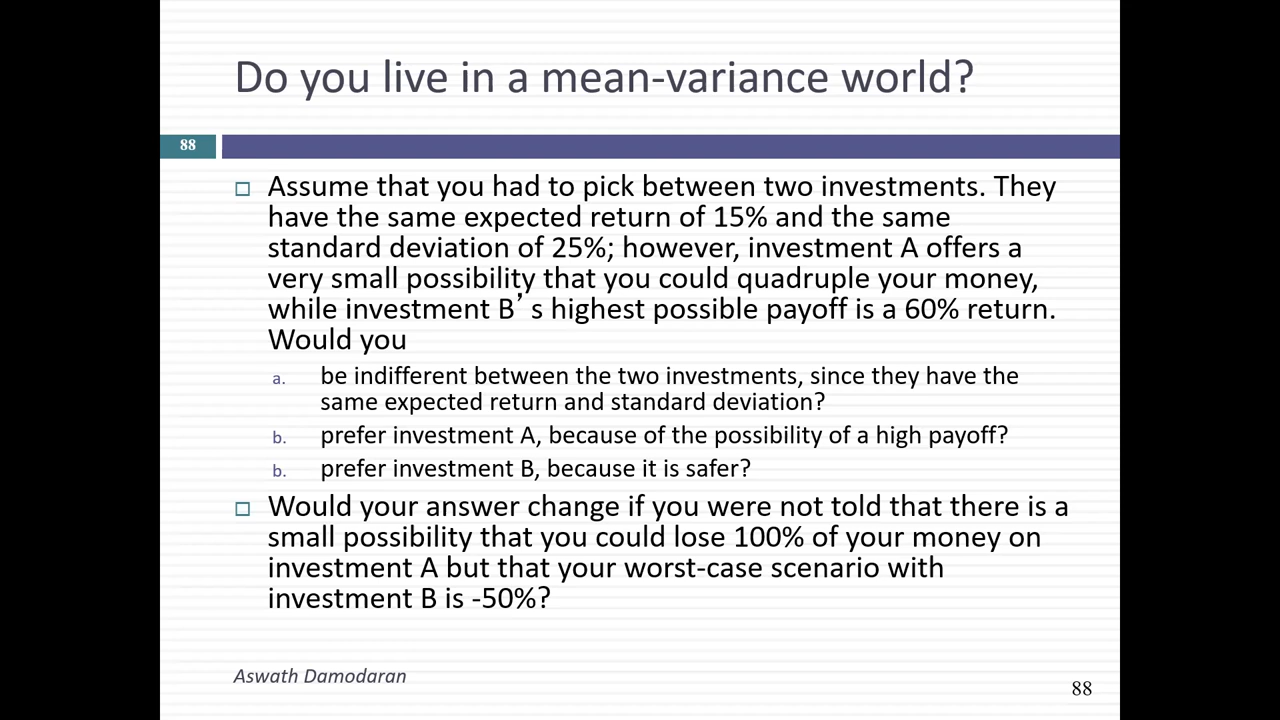 Do you live in a mean-variance world?
88
Assume that you had to pick between two investments. They
have the same expected return of 15% and the same
standard deviation of 25%; however, investment A offers a
very small possibility that you could quadruple your money,
while investment B’ s highest possible payoff is a 60% return.
Would you
a. be indifferent between the two investments, since they have the
same expected return and standard deviation?
b. prefer investment A, because of the possibility of a high payoff?
b. prefer investment B, because it is safer?
Would your answer change if you were not told that there is a
small possibility that you could lose 100% of your money on
investment A but that your worst-case scenario with
investment B is -50%?
Aswath Damodaran
88